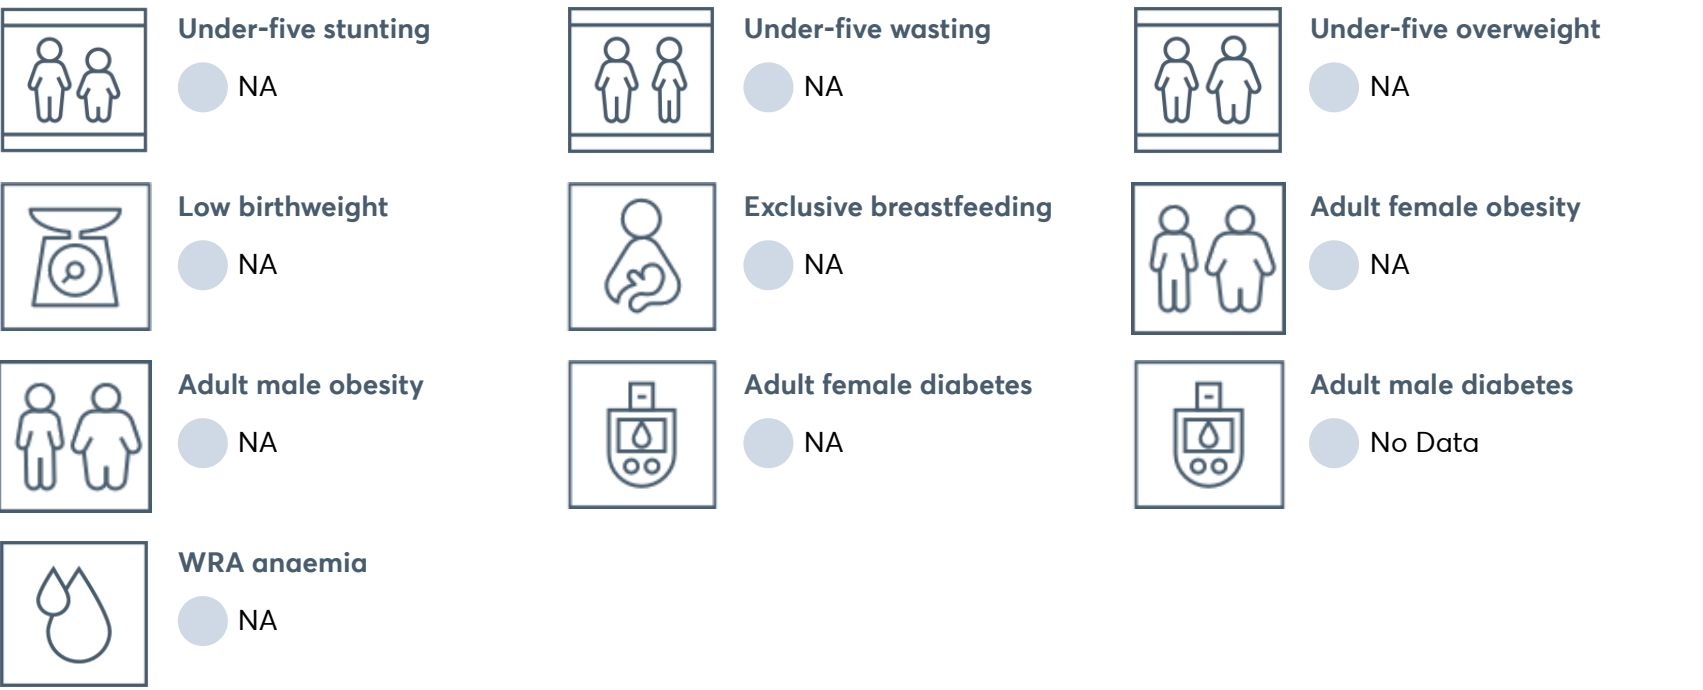 Under-five stunting
NA
Under-five wasting
NA
Under-five overweight
NA
Low birthweight
NA
Exclusive breastfeeding
NA
Adult female obesity
NA
Adult male obesity
NA
Adult female diabetes
NA
Adult male diabetes
No Data
WRA anaemia
NA